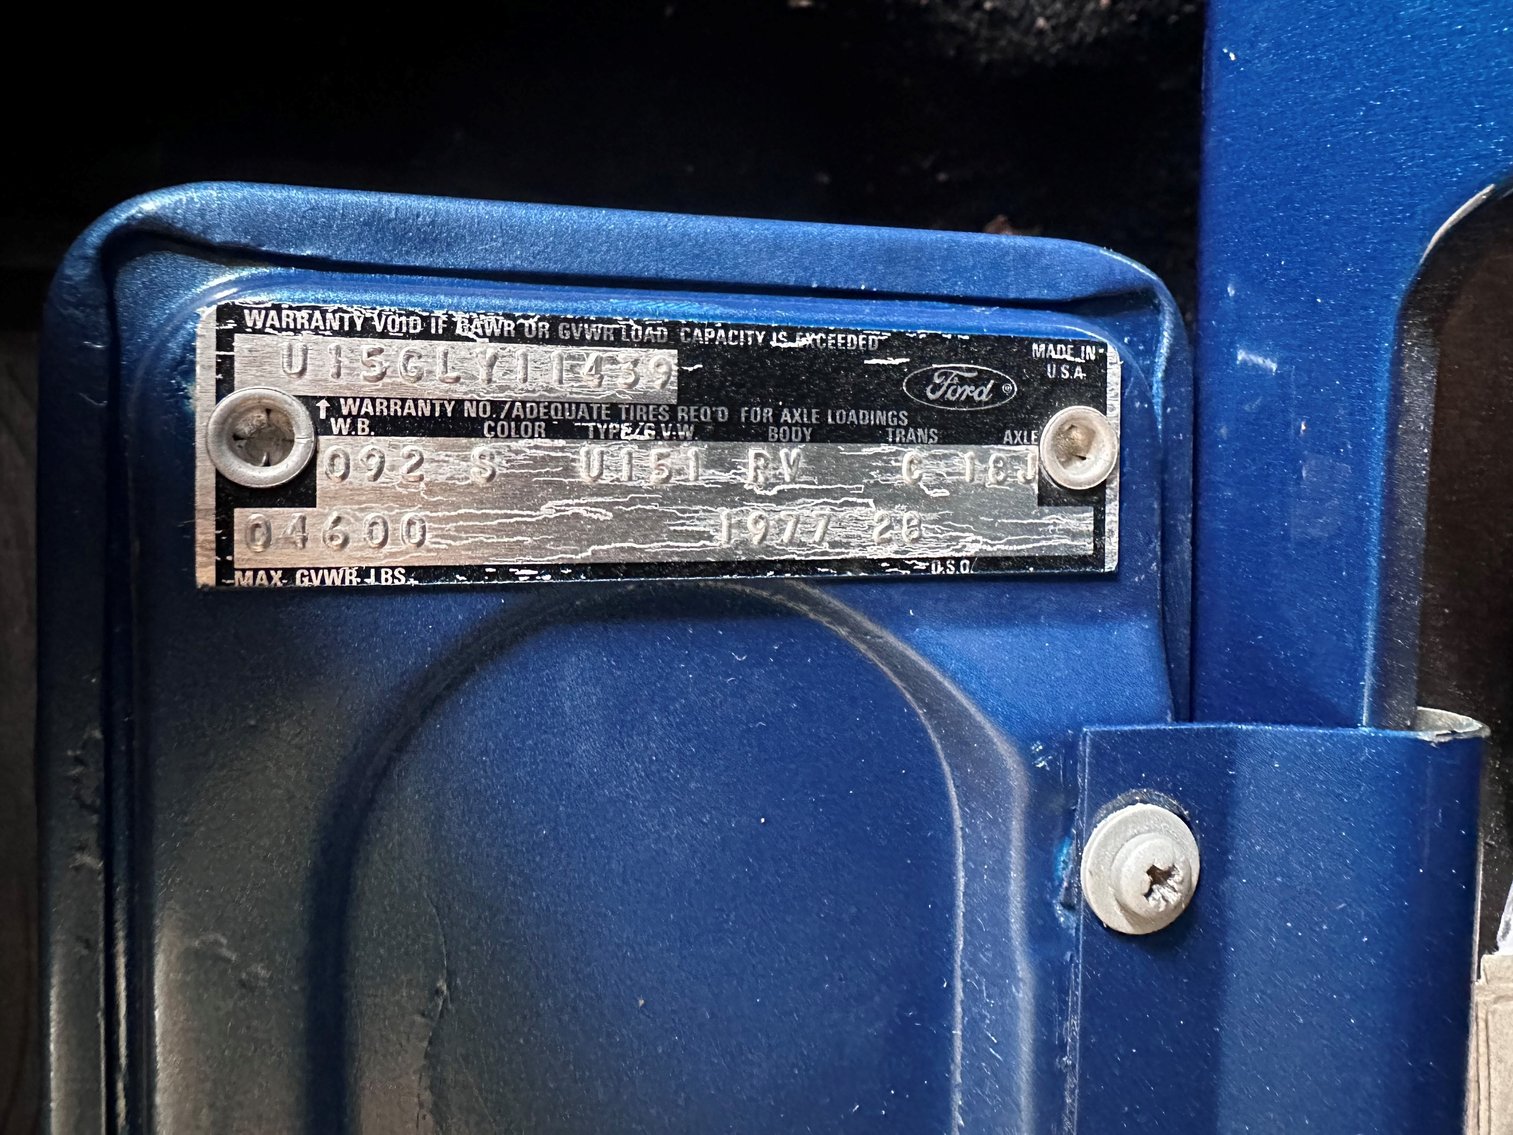 WARRANTY VOID IF GAWR OR GVWR LOAD CAPACITY IS EXCEEDED
U15GLY11439
MADE IN
U.S.A.
Ford ®
↑ WARRANTY NO./ADEQUATE TIRES REQ'D FOR AXLE LOADINGS
W.B. COLOR TYPE/G.V.W. BODY TRANS AXLE
092 S U151 RV G
04600 1977 28
MAX. GVWR LBS. D.S.O.